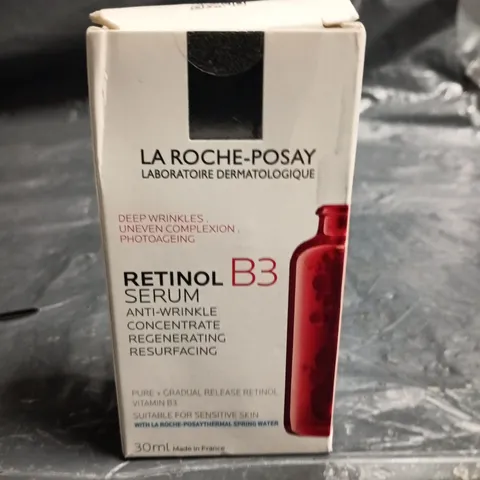 LA ROCHE-POSAY
LABORATOIRE DERMATOLOGIQUE
DEEP WRINKLES,
UNEVEN COMPLEXION,
PHOTOAGEING
RETINOL B3
SERUM
ANTI-WRINKLE
CONCENTRATE
REGENERATING
RESURFACING
PURE + GRADUAL RELEASE RETINOL
VITAMIN B3
SUITABLE FOR SENSITIVE SKIN
WITH LA ROCHE-POSAY THERMAL SPRING WATER
30ml Made in France